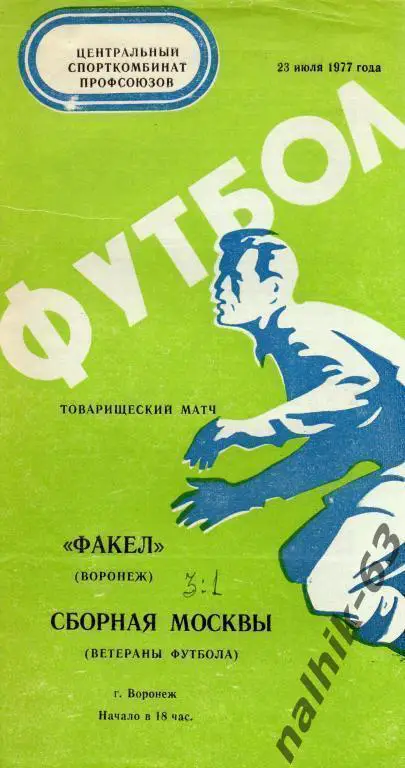 ЦЕНТРАЛЬНЫЙ
СПОРТКОМБИНАТ
ПРОФСОЮЗОВ
23 июля 1977 года
ФУТБОЛ
ТОВАРИЩЕСКИЙ МАТЧ
«ФАКЕЛ»
(ВОРОНЕЖ)
3:1
СБОРНАЯ МОСКВЫ
(ВЕТЕРАНЫ ФУТБОЛА)
г. Воронеж
Начало в 18 час.
nalhik-63